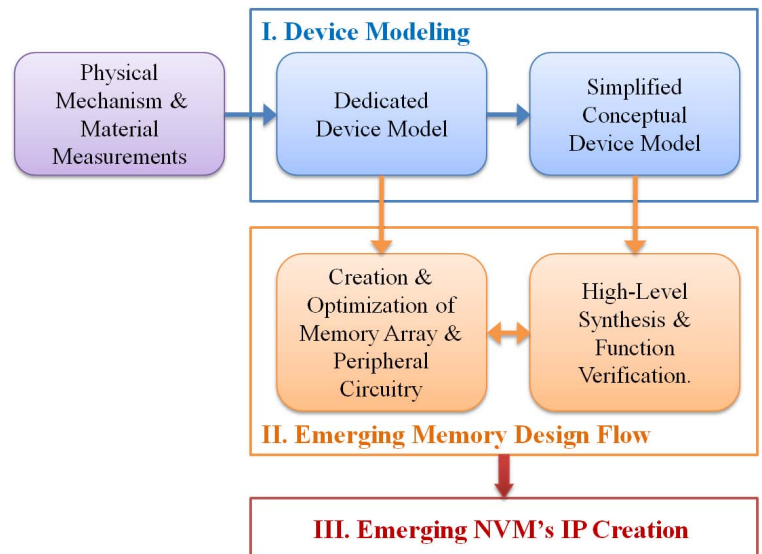 I. Device Modeling
Physical
Mechanism &
Material
Measurements
Dedicated
Device Model
Simplified
Conceptual
Device Model
Creation &
Optimization of
Memory Array &
Peripheral
Circuitry
High-Level
Synthesis &
Function
Verification.
II. Emerging Memory Design Flow
III. Emerging NVM's IP Creation